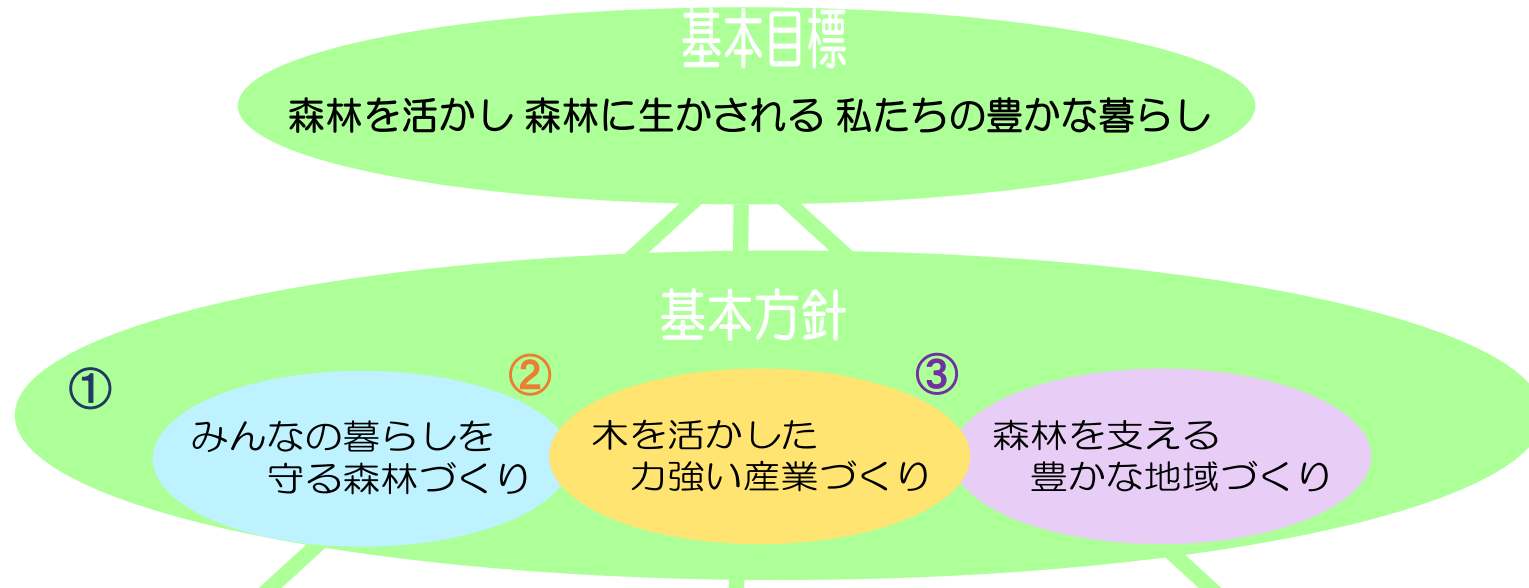 基本目標
森林を活かし 森林に生かされる 私たちの豊かな暮らし
基本方針
①
みんなの暮らしを
守る森林づくり
②
木を活かした
力強い産業づくり
③
森林を支える
豊かな地域づくり